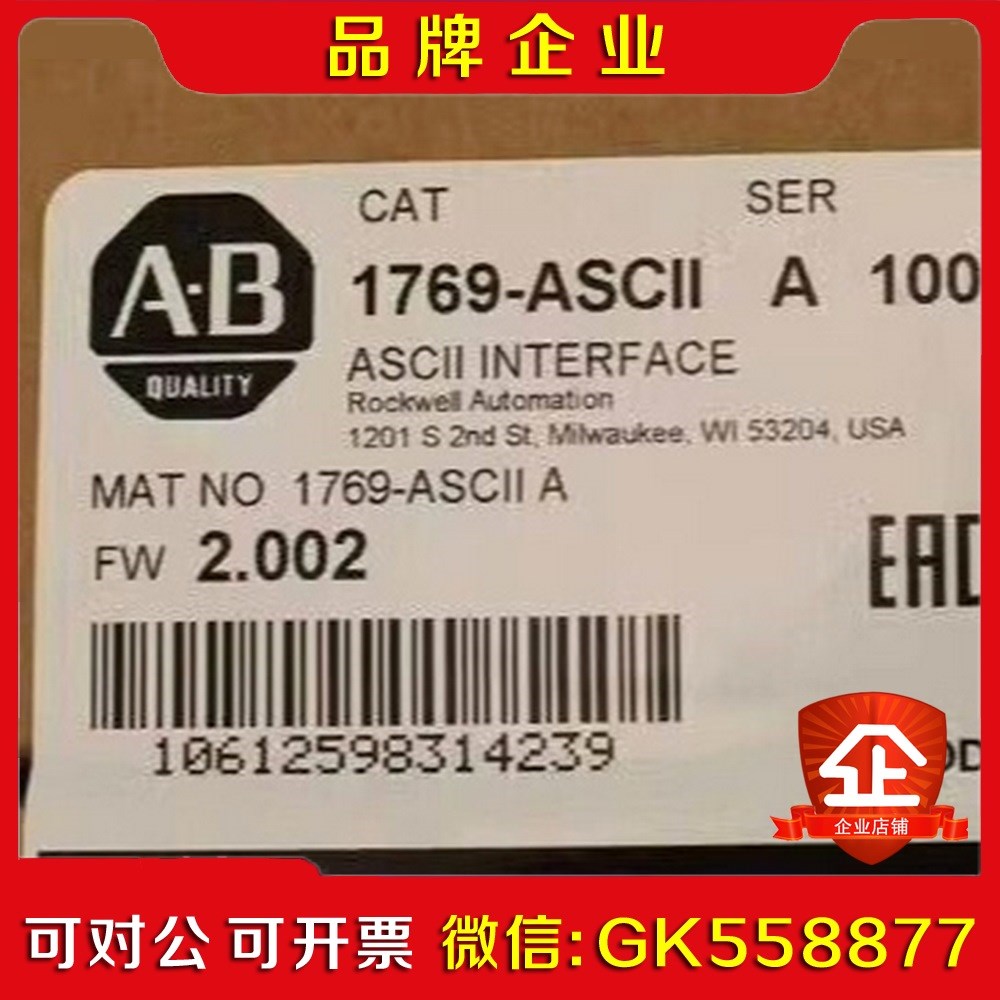 品牌企业
CAT SER
A-B
QUALITY
1769-ASCII A 100
ASCII INTERFACE
Rockwell Automation
1201 S 2nd St, Milwaukee, WI 53204, USA
MAT NO 1769-ASCII A
FW 2.002
EAC
10612598314239
企
企业店铺
可对公可开票 微信:GK558877